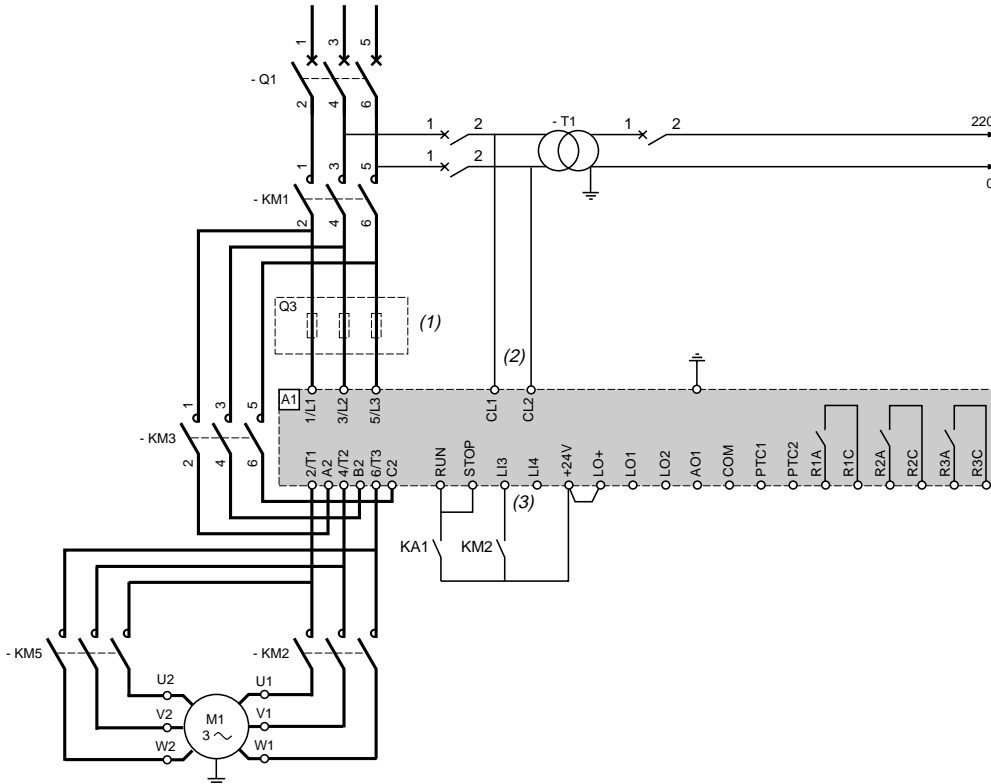 1 3 5
- Q1
2 4 6
1 2 - T1 1 2 220
1 2
0
1 3 5
- KM1
2 4 6
Q3
(1)
(2)
A1 1/L1 3/L2 5/L3 CL1 CL2
1 3 5
- KM3
2 4 6
2/T1 A2 4/T2 B2 6/T3 C2 RUN STOP LI3 LI4 +24V LO+ LO1 LO2 AO1 COM PTC1 PTC2 R1A R1C R2A R2C R3A R3C
(3)
KA1 KM2
- KM5 - KM2
U2 U1
V2 M1 V1
3
W2 W1